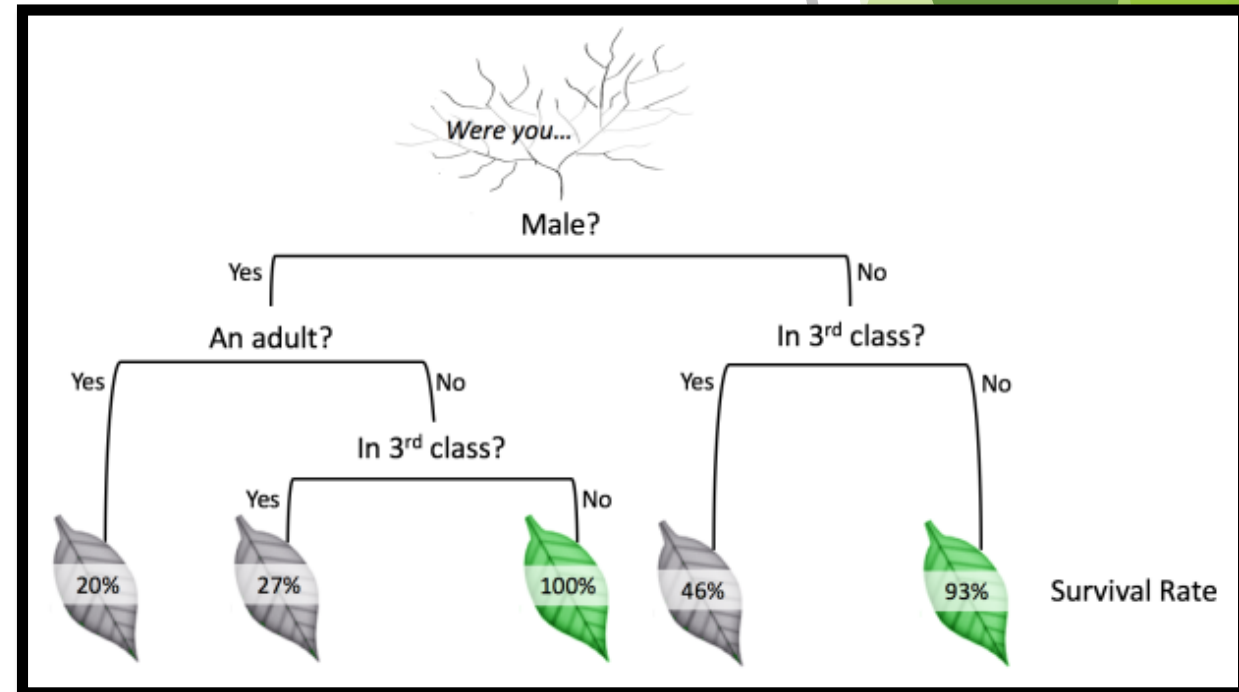 Were you...
Male?
Yes
No
An adult?
In 3rd class?
Yes
No
Yes
No
In 3rd class?
Yes
No
20%
27%
100%
46%
93%
Survival Rate